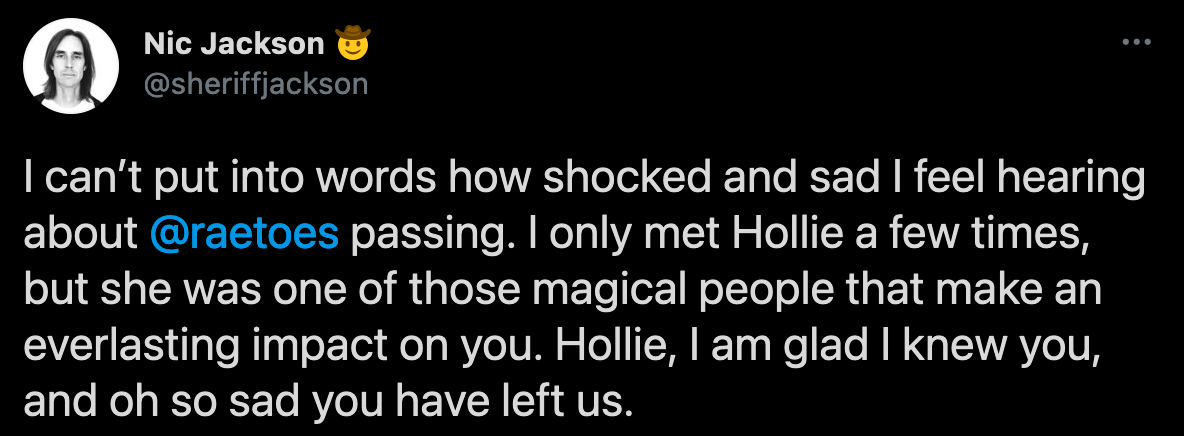 Nic Jackson 🤠
@sheriffjackson
I can’t put into words how shocked and sad I feel hearing
about @raetoes passing. I only met Hollie a few times,
but she was one of those magical people that make an
everlasting impact on you. Hollie, I am glad I knew you,
and oh so sad you have left us.